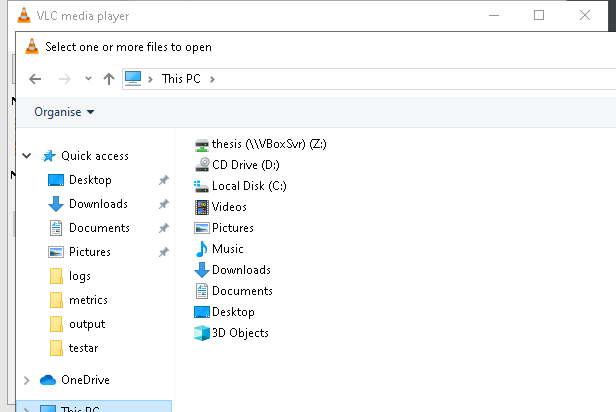 VLC media player
Select one or more files to open
This PC
Organise
Quick access
Desktop
Downloads
Documents
Pictures
logs
metrics
output
testar
OneDrive
This PC
thesis (\\VBoxSvr) (Z:)
CD Drive (D:)
Local Disk (C:)
Videos
Pictures
Music
Downloads
Documents
Desktop
3D Objects